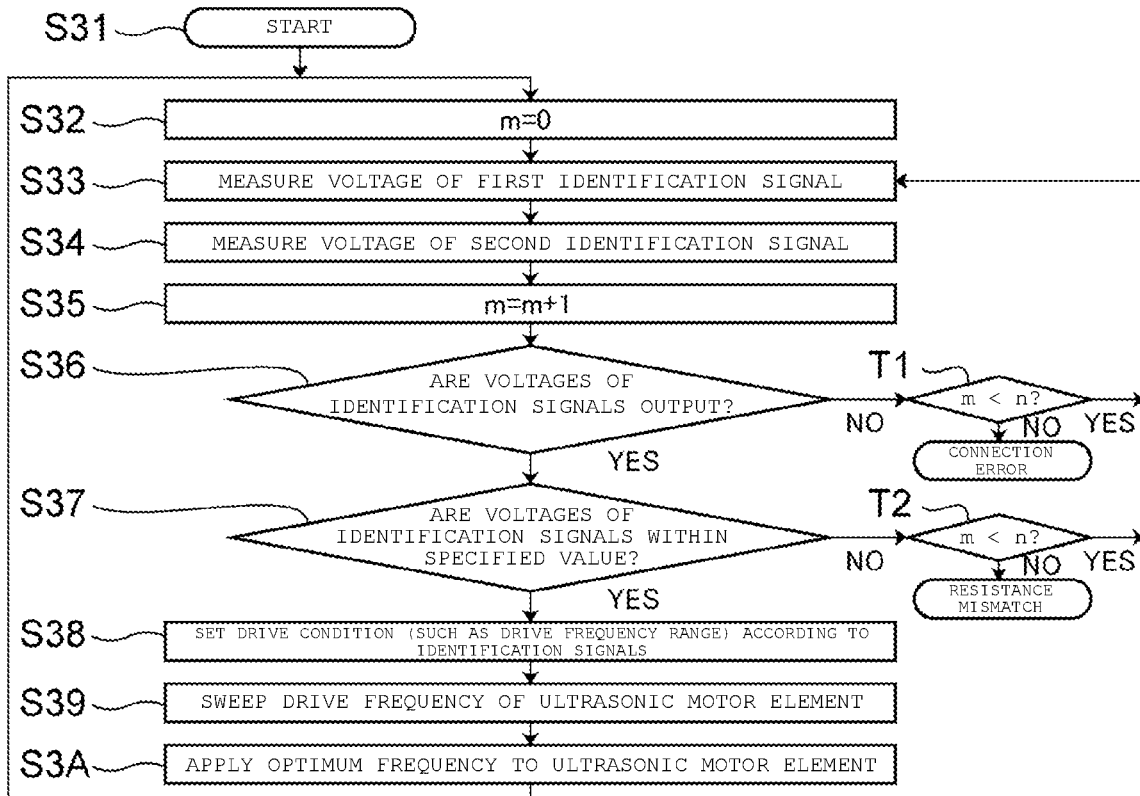 S31
START
S32
m=0
S33
MEASURE VOLTAGE OF FIRST IDENTIFICATION SIGNAL
S34
MEASURE VOLTAGE OF SECOND IDENTIFICATION SIGNAL
S35
m=m+1
S36
ARE VOLTAGES OF
IDENTIFICATION SIGNALS OUTPUT?
NO
YES
T1
m < n?
NO
YES
CONNECTION
ERROR
S37
ARE VOLTAGES OF
IDENTIFICATION SIGNALS WITHIN
SPECIFIED VALUE?
NO
YES
T2
m < n?
NO
YES
RESISTANCE
MISMATCH
S38
SET DRIVE CONDITION (SUCH AS DRIVE FREQUENCY RANGE) ACCORDING TO
IDENTIFICATION SIGNALS
S39
SWEEP DRIVE FREQUENCY OF ULTRASONIC MOTOR ELEMENT
S3A
APPLY OPTIMUM FREQUENCY TO ULTRASONIC MOTOR ELEMENT